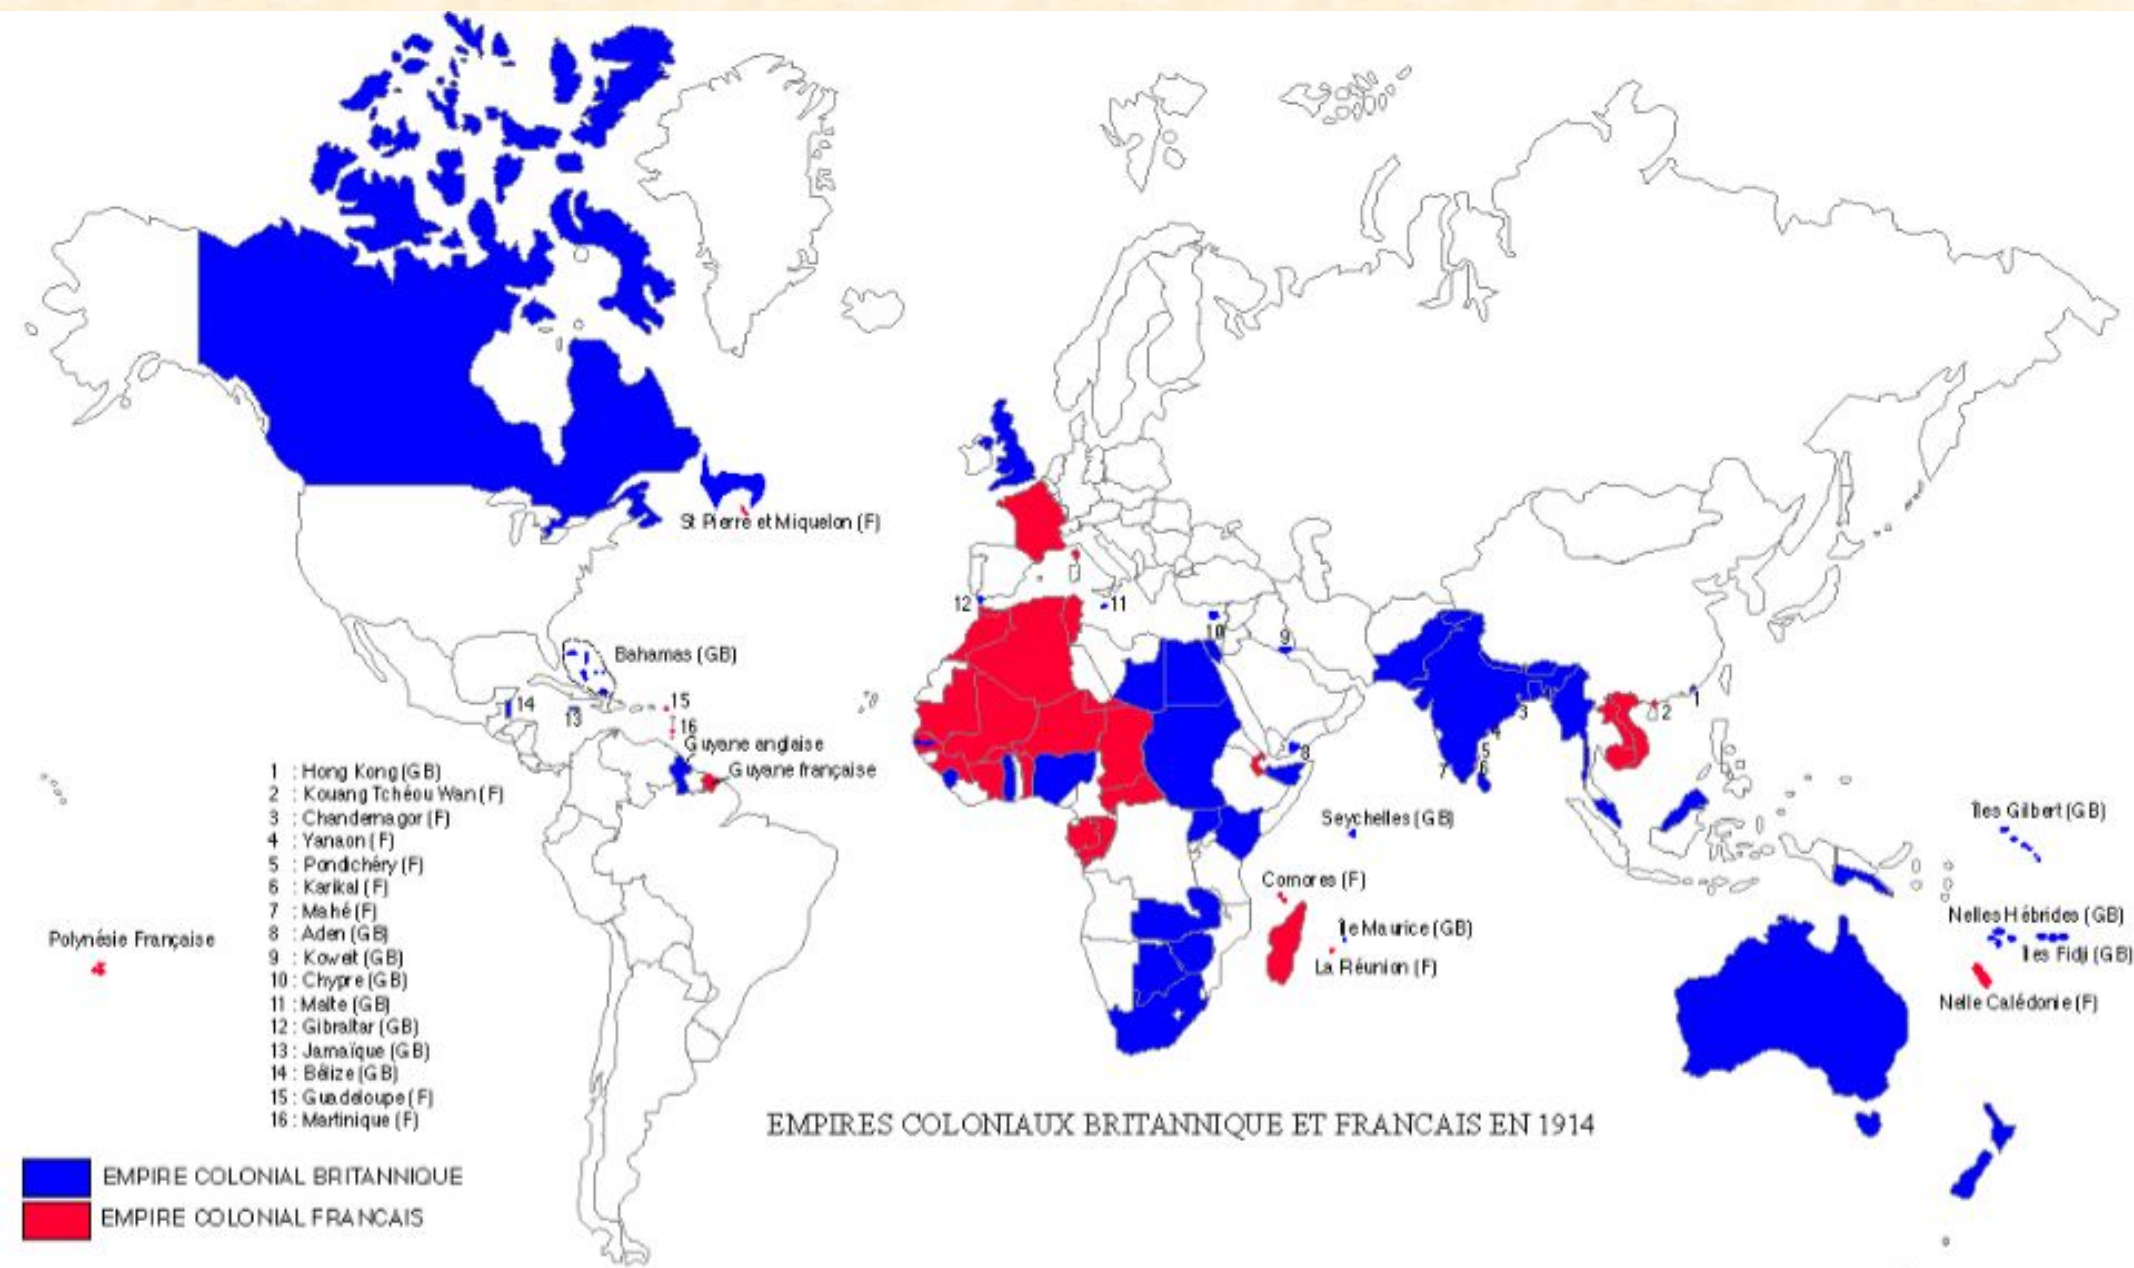 St Pierre et Miquelon (F)
12
11
10
9
Bahamas (GB)
14
13
15
16
Guyane anglaise
Guyane française
1
2
3
4
5
6
7
8
Seychelles (GB)
Comores (F)
Île Maurice (GB)
La Réunion (F)
Îles Gilbert (GB)
Nelles Hébrides (GB)
Îles Fidji (GB)
Nelle Calédonie (F)
Polynésie Française
1 : Hong Kong (GB)
2 : Kouang Tchéou Wan (F)
3 : Chandernagor (F)
4 : Yanaon (F)
5 : Pondichéry (F)
6 : Karikal (F)
7 : Mahé (F)
8 : Aden (GB)
9 : Koweit (GB)
10 : Chypre (GB)
11 : Malte (GB)
12 : Gibraltar (GB)
13 : Jamaïque (GB)
14 : Bélize (GB)
15 : Guadeloupe (F)
16 : Martinique (F)
EMPIRES COLONIAUX BRITANNIQUE ET FRANCAIS EN 1914
EMPIRE COLONIAL BRITANNIQUE
EMPIRE COLONIAL FRANCAIS